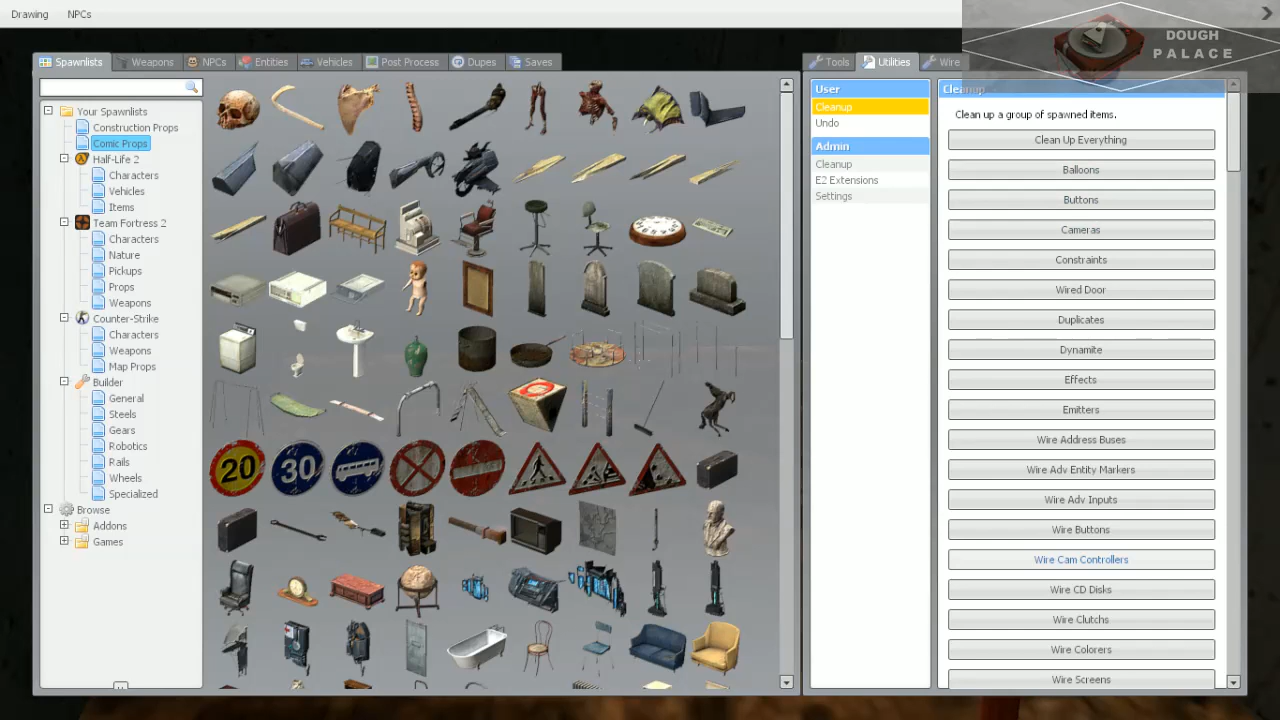 Drawing NPCs
DOUGH
PALACE
Spawnlists Weapons NPCs Entities Vehicles Post Process Dupes Saves
Tools Utilities Wire
Your Spawnlists
Construction Props
Comic Props
Half-Life 2
Characters
Vehicles
Items
Team Fortress 2
Characters
Nature
Pickups
Props
Weapons
Counter-Strike
Characters
Weapons
Map Props
Builder
General
Steels
Gears
Robotics
Rails
Wheels
Specialized
Browse
Addons
Games
20
30
User
Cleanup
Undo
Admin
Cleanup
E2 Extensions
Settings
Cleanup
Clean up a group of spawned items.
Clean Up Everything
Balloons
Buttons
Cameras
Constraints
Wired Door
Duplicates
Dynamite
Effects
Emitters
Wire Address Buses
Wire Adv Entity Markers
Wire Adv Inputs
Wire Buttons
Wire Cam Controllers
Wire CD Disks
Wire Clutchs
Wire Colorers
Wire Screens